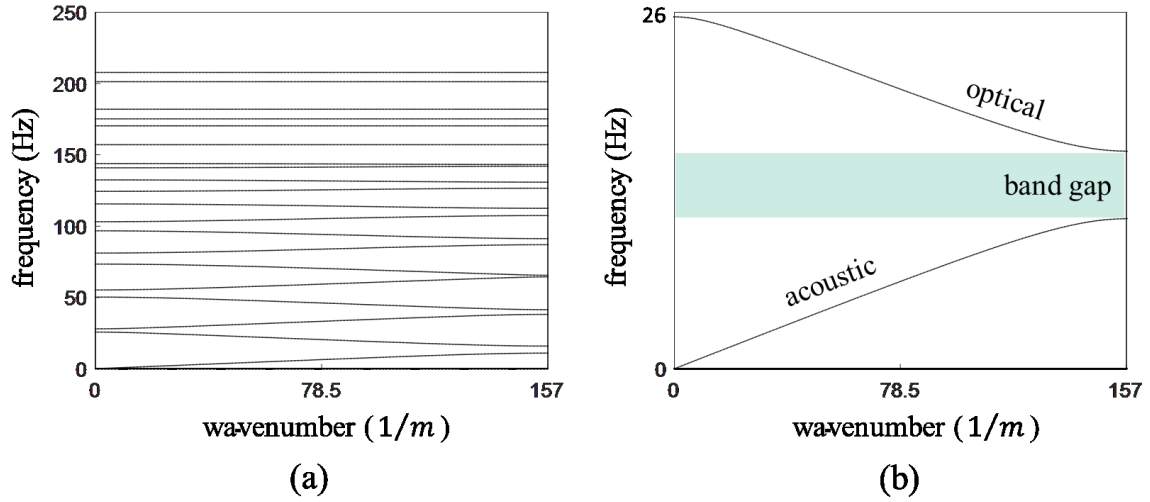 250
200
150
100
50
0
frequency (Hz)
0
78.5
157
wavenumber (1/m)
(a)
26
0
frequency (Hz)
optical
band gap
acoustic
0
78.5
157
wavenumber (1/m)
(b)